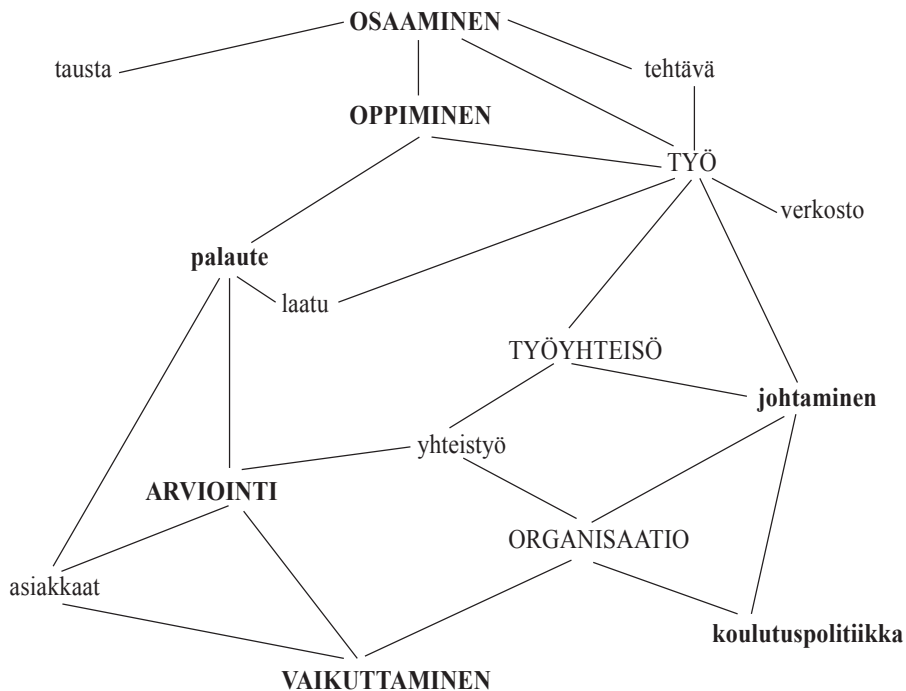 OSAAMINEN
tausta
tehtävä
OPPIMINEN
TYÖ
verkosto
palaute
laatu
TYÖYHTEISÖ
johtaminen
yhteistyö
ARVIOINTI
ORGANISAATIO
asiakkaat
koulutuspolitiikka
VAIKUTTAMINEN